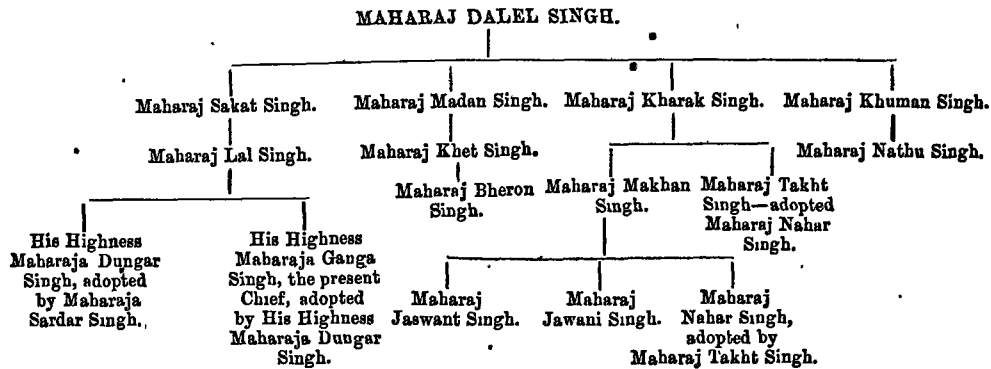 MAHARAJ DALEL SINGH.
Maharaj Sakat Singh.
Maharaj Madan Singh.
Maharaj Kharak Singh.
Maharaj Khuman Singh.
Maharaj Lal Singh.
Maharaj Khet Singh.
Maharaj Nathu Singh.
Maharaj Bheron
Singh.
Maharaj Makhan
Singh.
Maharaj Takht
Singh—adopted
Maharaj Nahar
Singh.
His Highness
Maharaja Dungar
Singh, adopted
by Maharaja
Sardar Singh.
His Highness
Maharaja Ganga
Singh, the present
Chief, adopted
by His Highness
Maharaja Dungar
Singh.
Maharaj
Jaswant Singh.
Maharaj
Jawani Singh.
Maharaj
Nahar Singh,
adopted by
Maharaj Takht Singh.